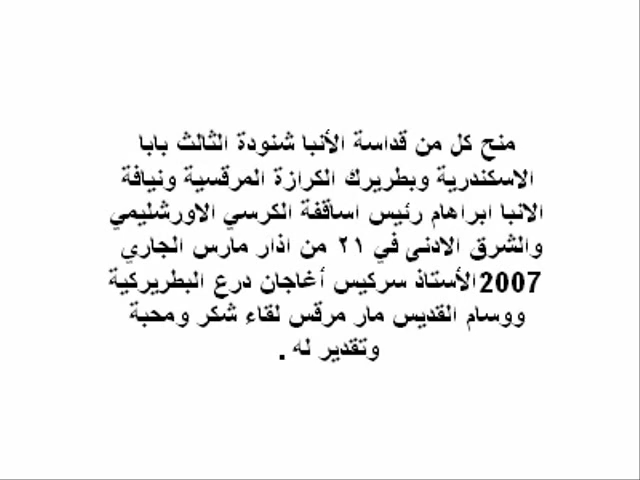 منح كل من قداسة الأنبا شنودة الثالث بابا
الاسكندرية وبطريرك الكرازة المرقسية ونيافة
الانبا ابراهام رئيس اساقفة الكرسي الاورشليمي
والشرق الادنى في ٢١ من اذار مارس الجاري
2007 الأستاذ سركيس أغاجان درع البطريركية
ووسام القديس مار مرقس لقاء شكر ومحبة
وتقدير له .